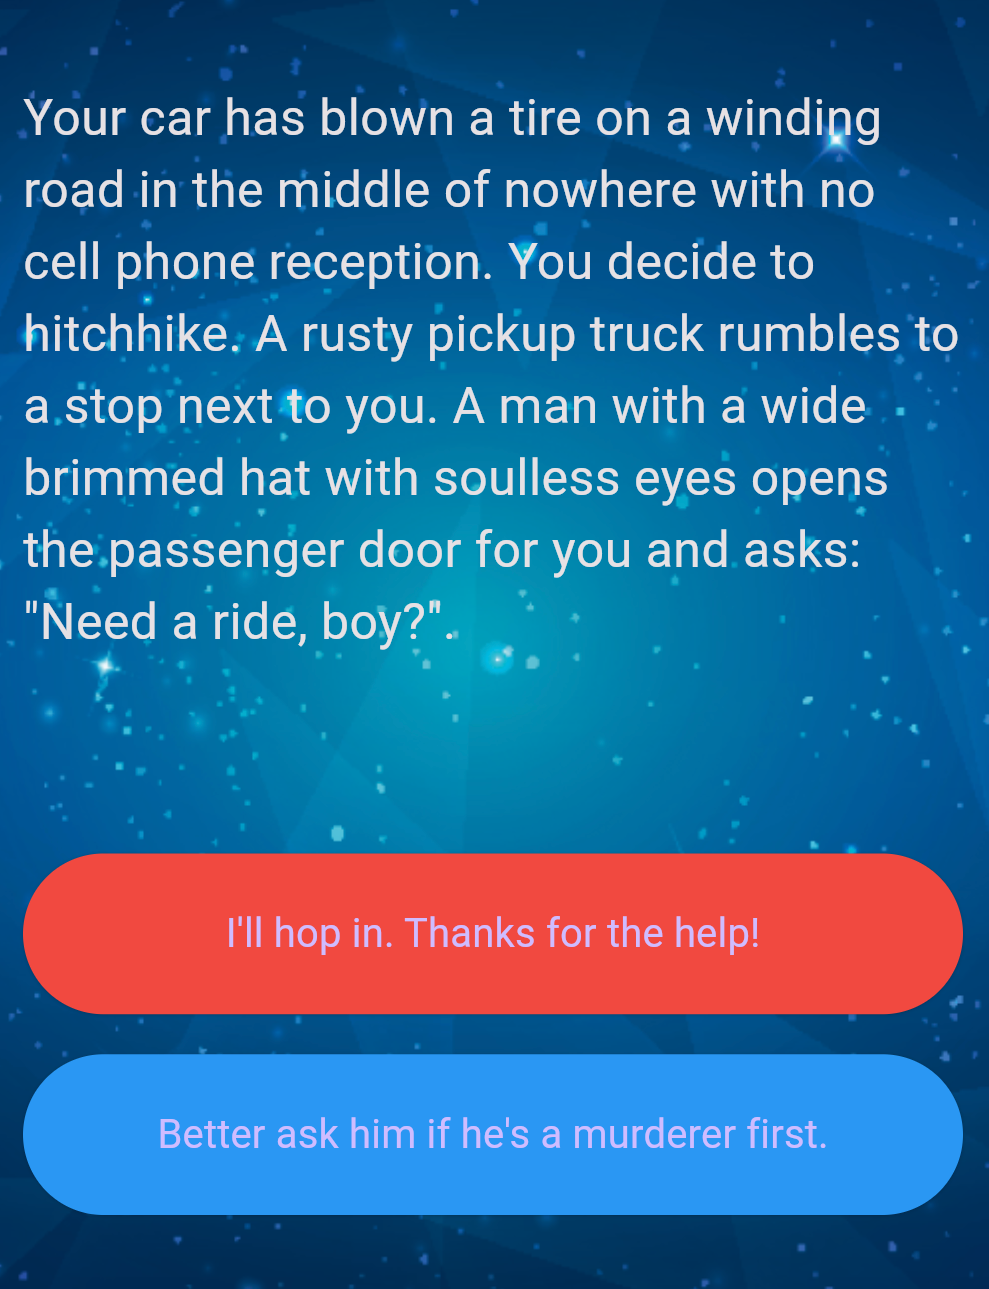 Your car has blown a tire on a winding
road in the middle of nowhere with no
cell phone reception. You decide to
hitchhike. A rusty pickup truck rumbles to
a stop next to you. A man with a wide
brimmed hat with soulless eyes opens
the passenger door for you and asks:
"Need a ride, boy?".
I'll hop in. Thanks for the help!
Better ask him if he's a murderer first.